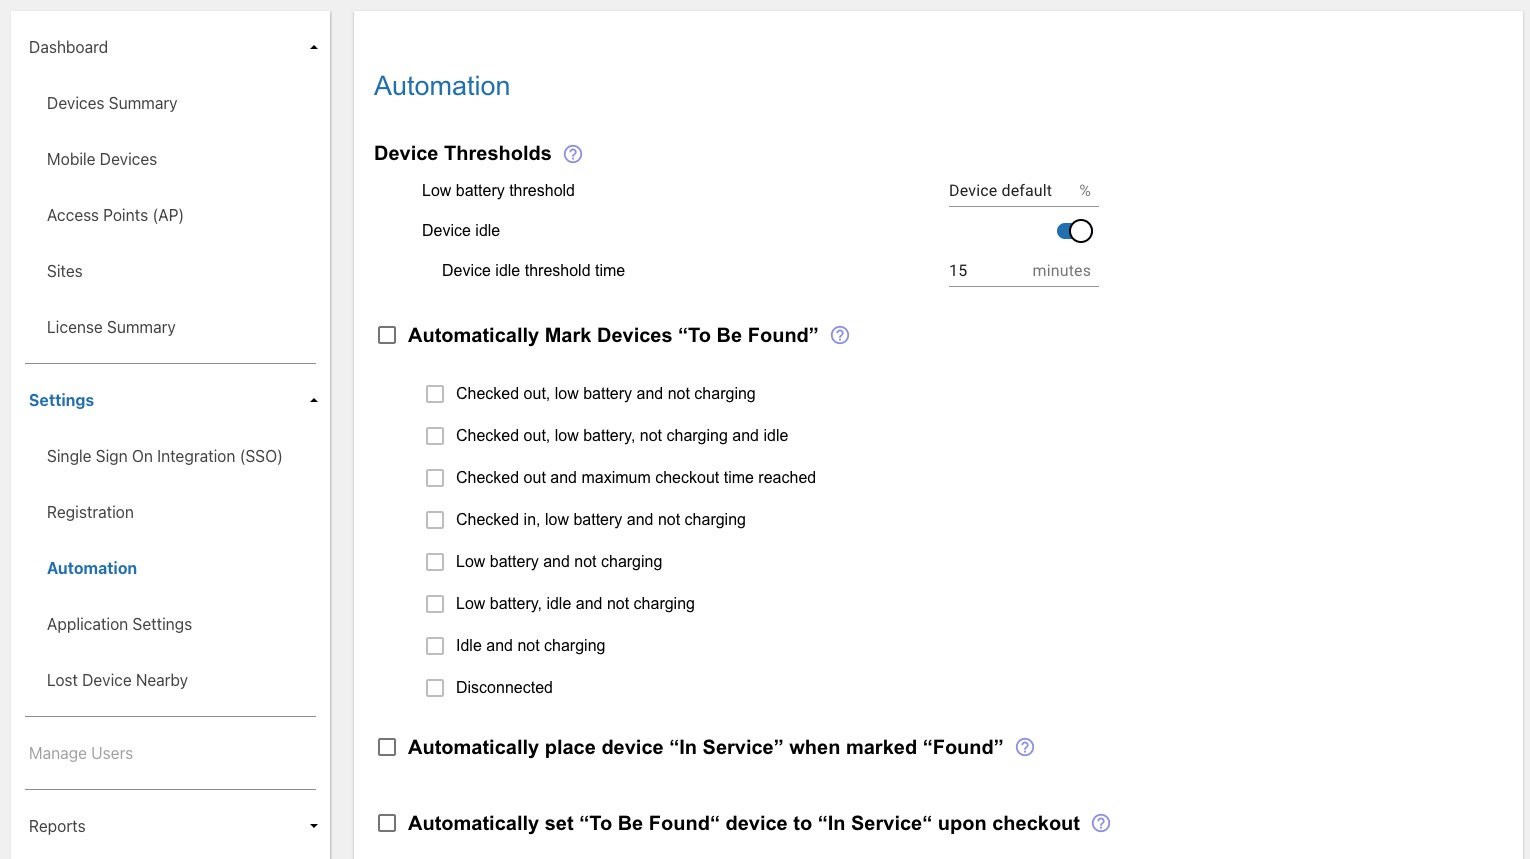 Dashboard
Devices Summary
Mobile Devices
Access Points (AP)
Sites
License Summary
Settings
Single Sign On Integration (SSO)
Registration
Automation
Application Settings
Lost Device Nearby
Manage Users
Reports
Automation
Device Thresholds ?
Low battery threshold Device default %
Device idle
Device idle threshold time 15 minutes
Automatically Mark Devices “To Be Found” ?
Checked out, low battery and not charging
Checked out, low battery, not charging and idle
Checked out and maximum checkout time reached
Checked in, low battery and not charging
Low battery and not charging
Low battery, idle and not charging
Idle and not charging
Disconnected
Automatically place device “In Service” when marked “Found” ?
Automatically set “To Be Found“ device to “In Service“ upon checkout ?